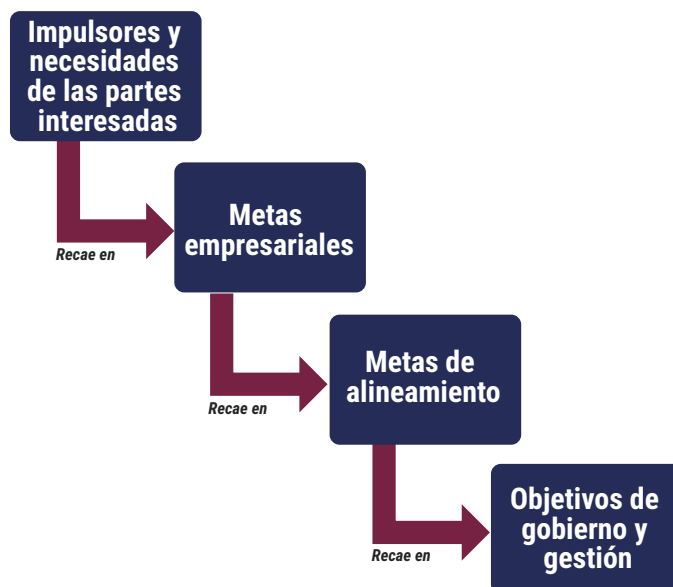 Impulsores y
necesidades
de las partes
interesadas
Recae en
Metas
empresariales
Recae en
Metas de
alineamiento
Recae en
Objetivos de
gobierno y
gestión